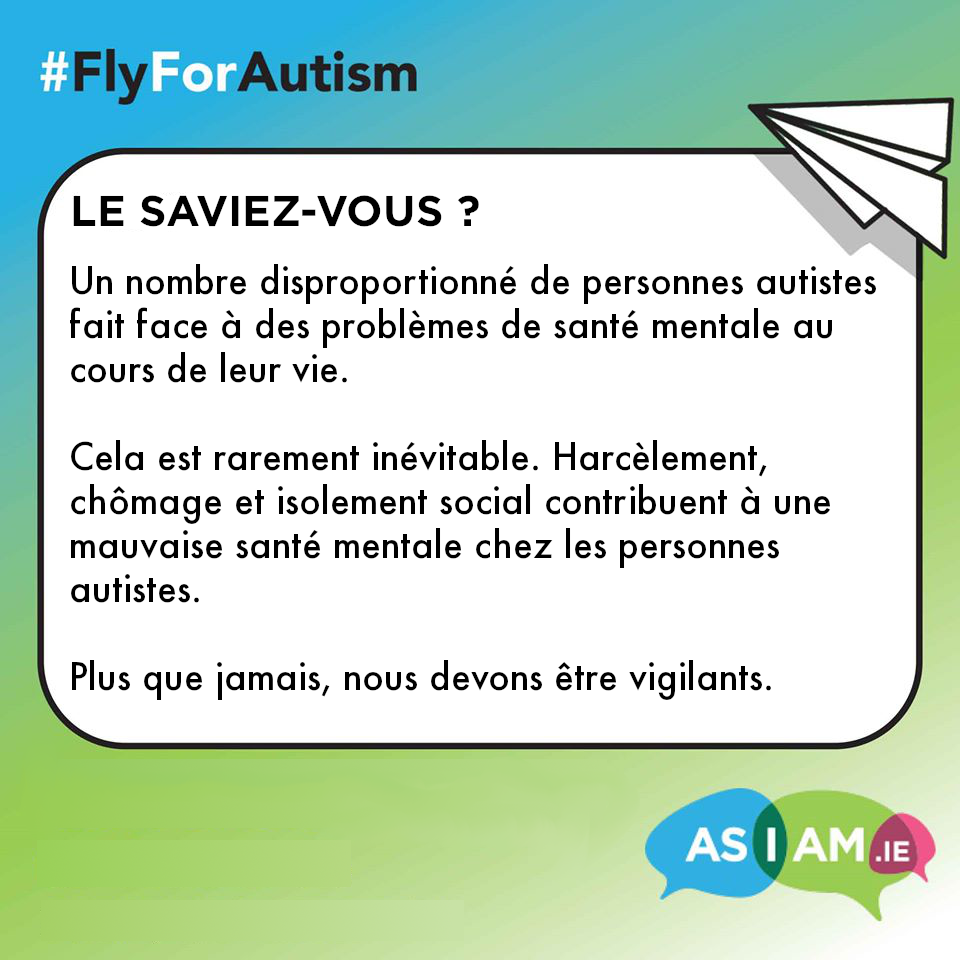 #FlyForAutism
LE SAVIEZ-VOUS ?
Un nombre disproportionné de personnes autistes
fait face à des problèmes de santé mentale au
cours de leur vie.
Cela est rarement inévitable. Harcèlement,
chômage et isolement social contribuent à une
mauvaise santé mentale chez les personnes
autistes.
Plus que jamais, nous devons être vigilants.
AS I AM.IE